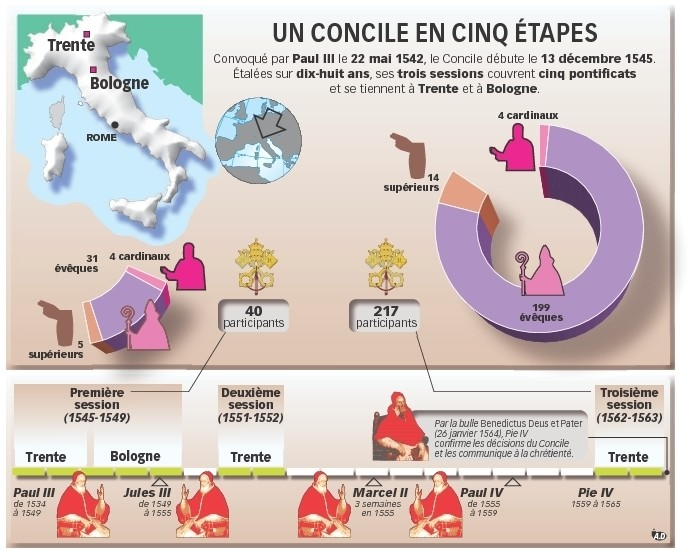 UN CONCILE EN CINQ ÉTAPES
Convoqué par Paul III le 22 mai 1542, le Concile débute le 13 décembre 1545.
Étalées sur dix-huit ans, ses trois sessions couvrent cinq pontificats
et se tiennent à Trente et à Bologne.
Trente
Bologne
ROME
4 cardinaux
14
supérieurs
199
évêques
31
évêques
4 cardinaux
5
supérieurs
40
participants
217
participants
Première
session
(1545-1549)
Deuxième
session
(1551-1552)
Troisième
session
(1562-1563)
Par la bulle Benedictus Deus et Pater
(26 janvier 1564), Pie IV
confirme les décisions du Concile
et les communique à la chrétienté.
Trente
Bologne
Trente
Trente
Paul III
de 1534
à 1549
Jules III
de 1549
à 1555
Marcel II
3 semaines
en 1555
Paul IV
de 1555
à 1559
Pie IV
1559 à 1565
A.D